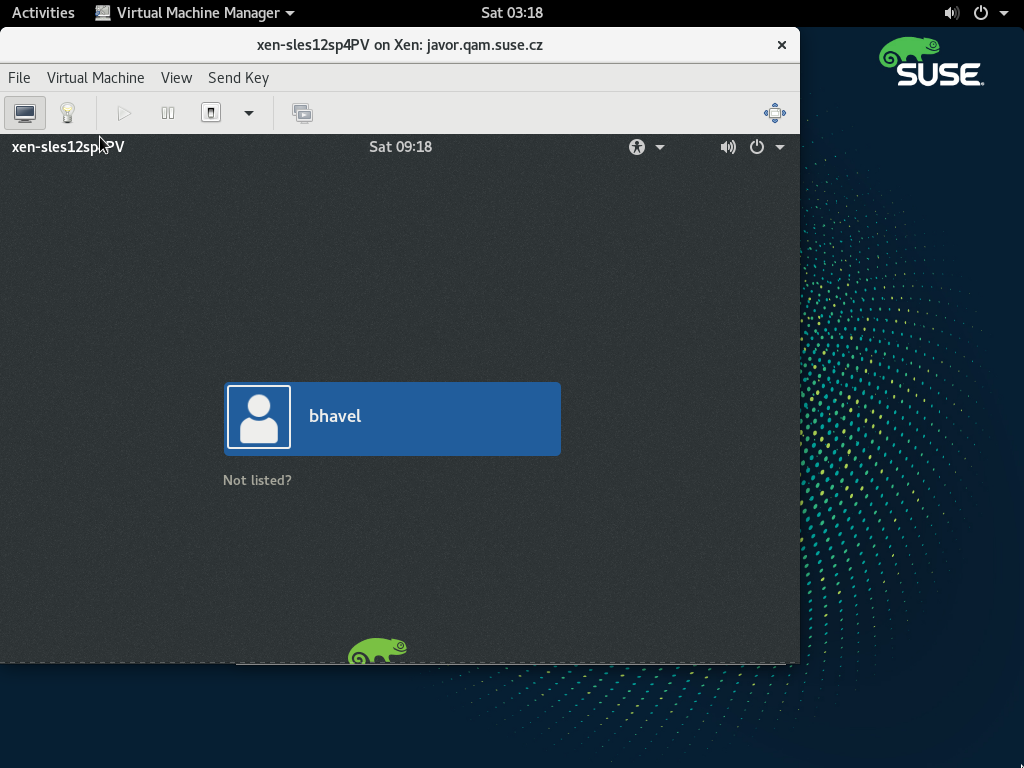 Activities Virtual Machine Manager Sat 03:18
xen-sles12sp4PV on Xen: javor.qam.suse.cz
SUSE
File Virtual Machine View Send Key
xen-sles12sp4PV Sat 09:18
bhavel
Not listed?